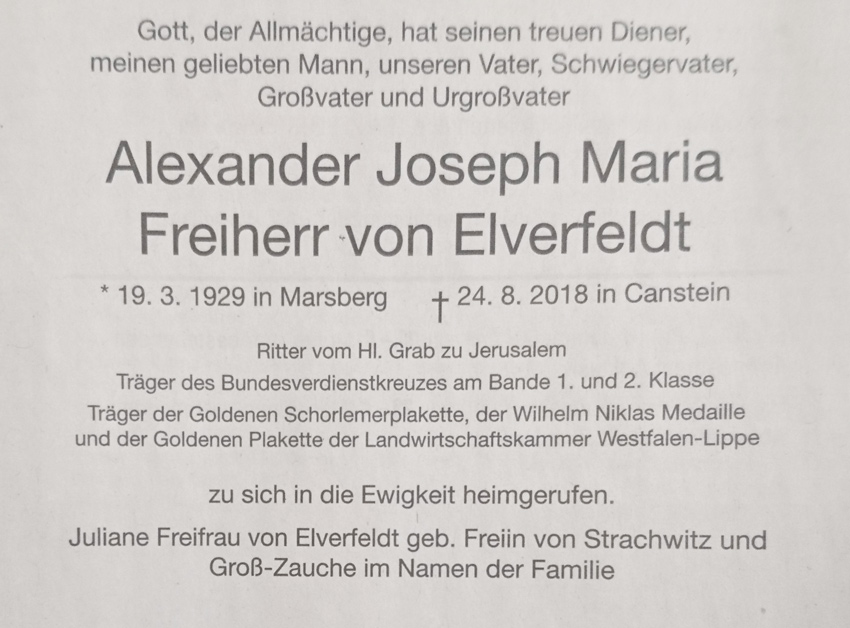 Gott, der Allmächtige, hat seinen treuen Diener,
meinen geliebten Mann, unseren Vater, Schwiegervater,
Großvater und Urgroßvater
Alexander Joseph Maria
Freiherr von Elverfeldt
* 19. 3. 1929 in Marsberg † 24. 8. 2018 in Canstein
Ritter vom Hl. Grab zu Jerusalem
Träger des Bundesverdienstkreuzes am Bande 1. und 2. Klasse
Träger der Goldenen Schorlemerplakette, der Wilhelm Niklas Medaille
und der Goldenen Plakette der Landwirtschaftskammer Westfalen-Lippe
zu sich in die Ewigkeit heimgerufen.
Juliane Freifrau von Elverfeldt geb. Freiin von Strachwitz und
Groß-Zauche im Namen der Familie